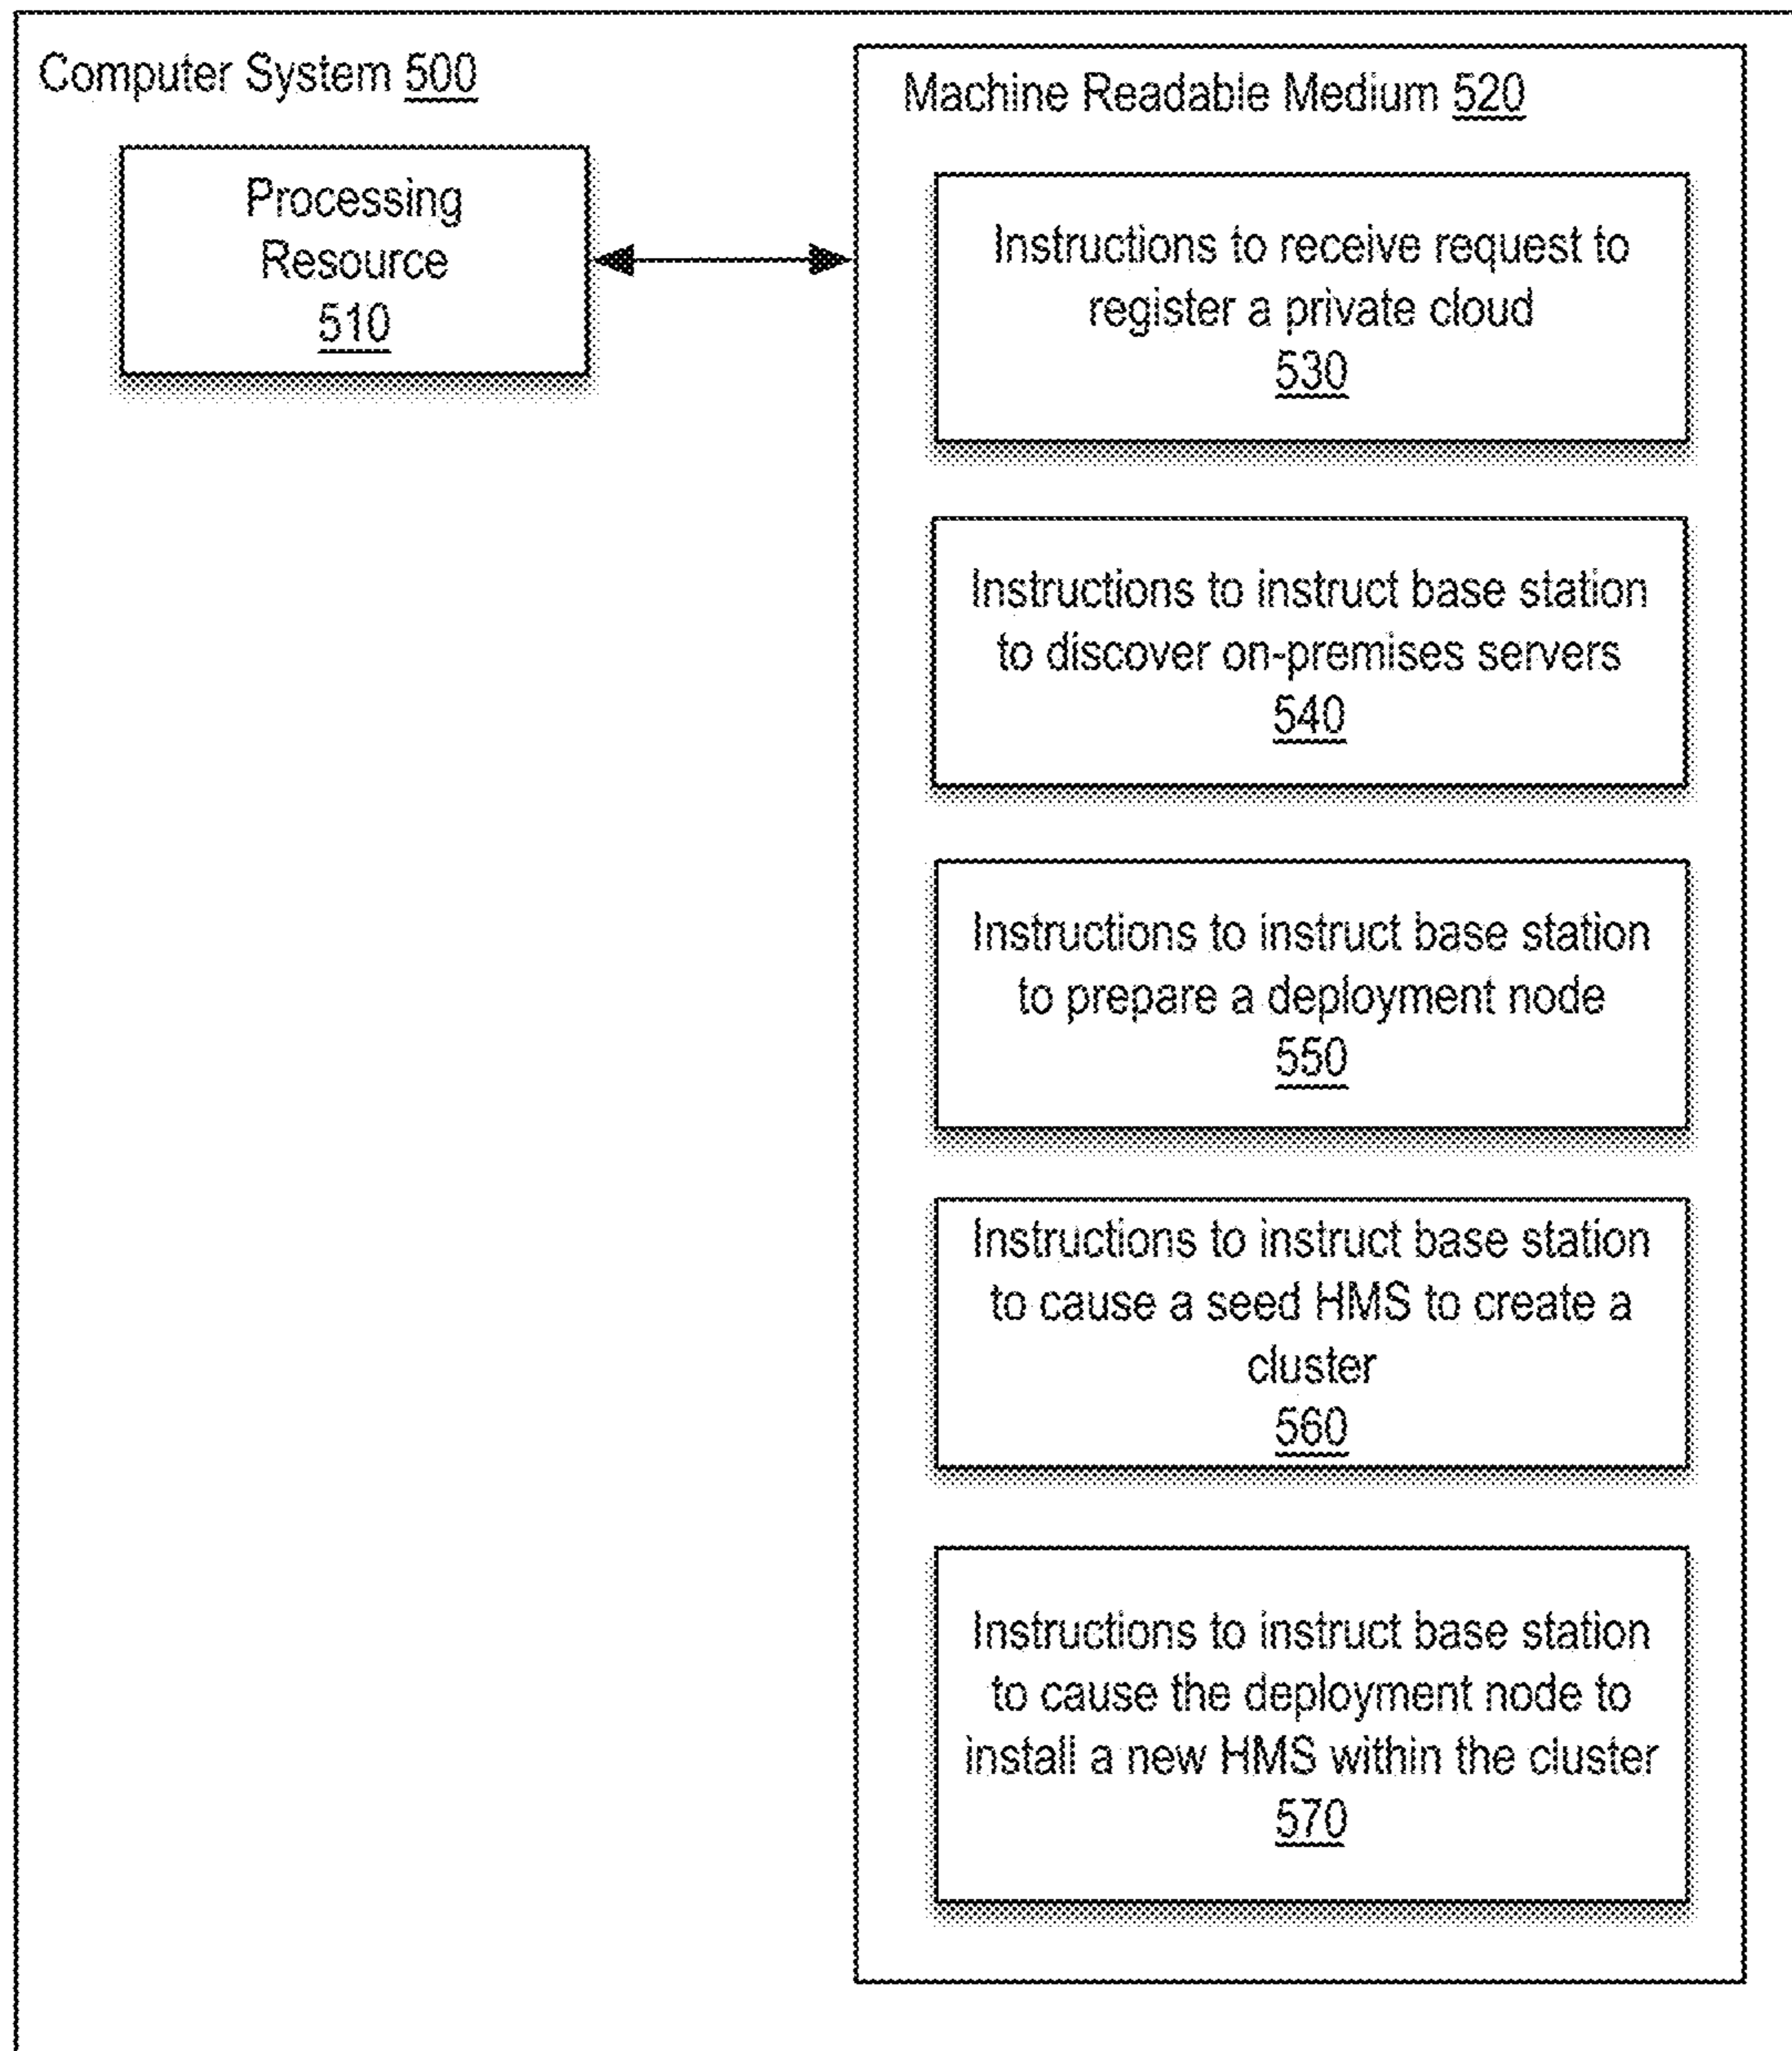 Computer System 500
Processing
Resource
510
Machine Readable Medium 520
Instructions to receive request to
register a private cloud
530
Instructions to instruct base station
to discover on-premises servers
540
Instructions to instruct base station
to prepare a deployment node
550
Instructions to instruct base station
to cause a seed HMS to create a
cluster
560
Instructions to instruct base station
to cause the deployment node to
install a new HMS within the cluster
570